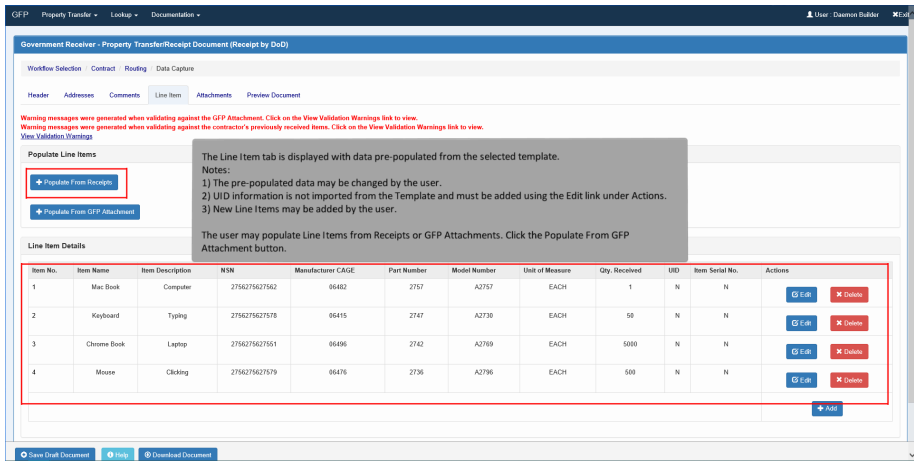 GFP Property Transfer Lookup Documentation User : Daemon Builder Exit
Government Receiver - Property Transfer/Receipt Document (Receipt by DoD)
Workflow Selection / Contract / Routing / Data Capture
Header Addresses Comments Line Item Attachments Preview Document
Warning messages were generated when validating against the GFP Attachment. Click on the View Validation Warnings link to view.
Warning messages were generated when validating against the contractor's previously received items. Click on the View Validation Warnings link to view.
View Validation Warnings
Populate Line Items
Populate From Receipts
Populate From GFP Attachment
The Line Item tab is displayed with data pre-populated from the selected template.
Notes:
1) The pre-populated data may be changed by the user.
2) UID information is not imported from the Template and must be added using the Edit link under Actions.
3) New Line Items may be added by the user.
The user may populate Line Items from Receipts or GFP Attachments. Click the Populate From GFP
Attachment button.
Line Item Details
Item No. Item Name Item Description NSN Manufacturer CAGE Part Number Model Number Unit of Measure Qty. Received UID Item Serial No. Actions
1 Mac Book Computer 2756275627562 06482 2757 A2757 EACH 1 N N Edit Delete
2 Keyboard Typing 2756275627578 06415 2747 A2730 EACH 50 N N Edit Delete
3 Chrome Book Laptop 2756275627551 06496 2742 A2769 EACH 5000 N N Edit Delete
4 Mouse Clicking 2756275627579 06476 2736 A2796 EACH 500 N N Edit Delete
Add
Save Draft Document Help Download Document